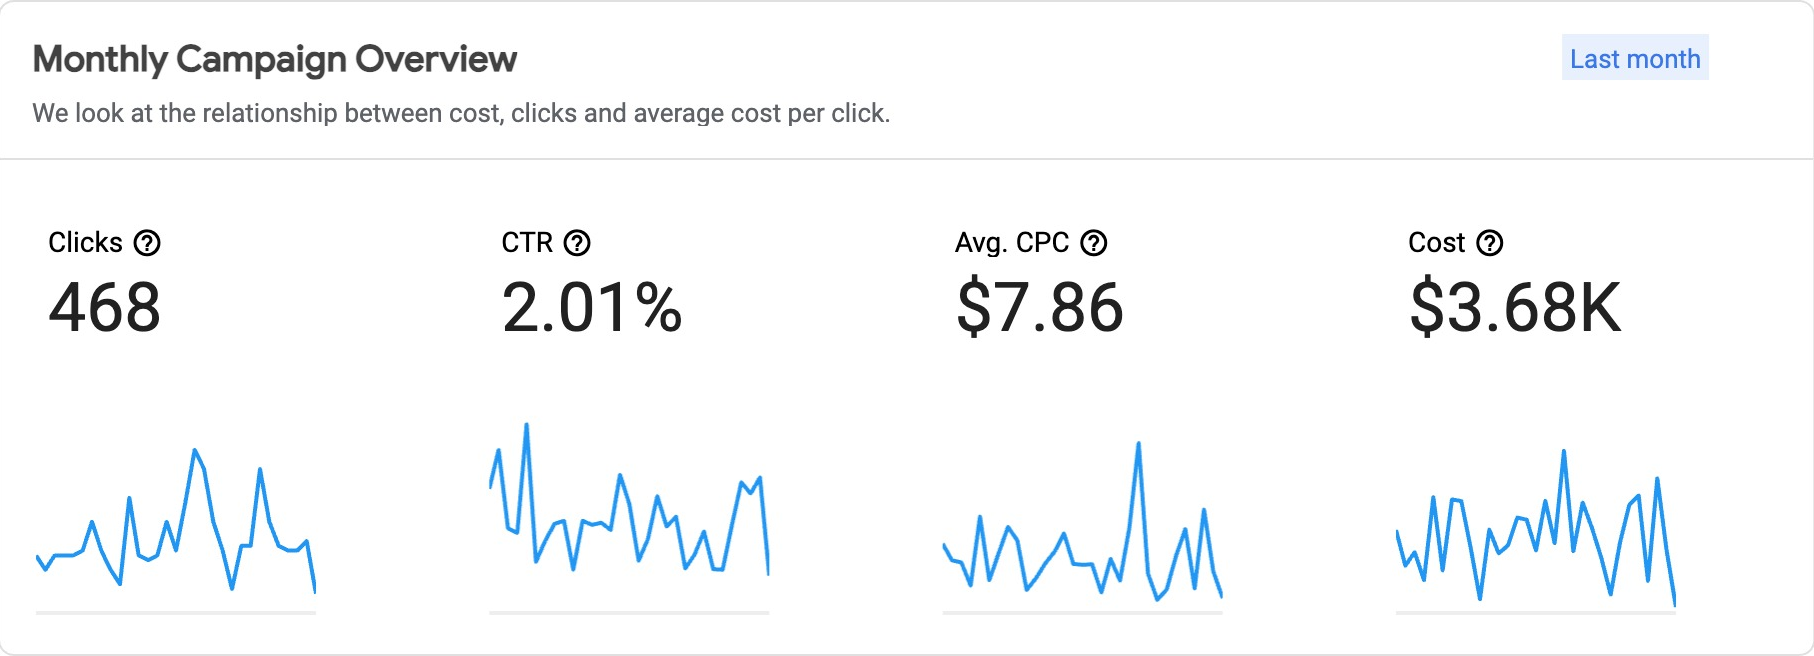 Monthly Campaign Overview
Last month
We look at the relationship between cost, clicks and average cost per click.
Clicks
468
CTR
2.01%
Avg. CPC
$7.86
Cost
$3.68K